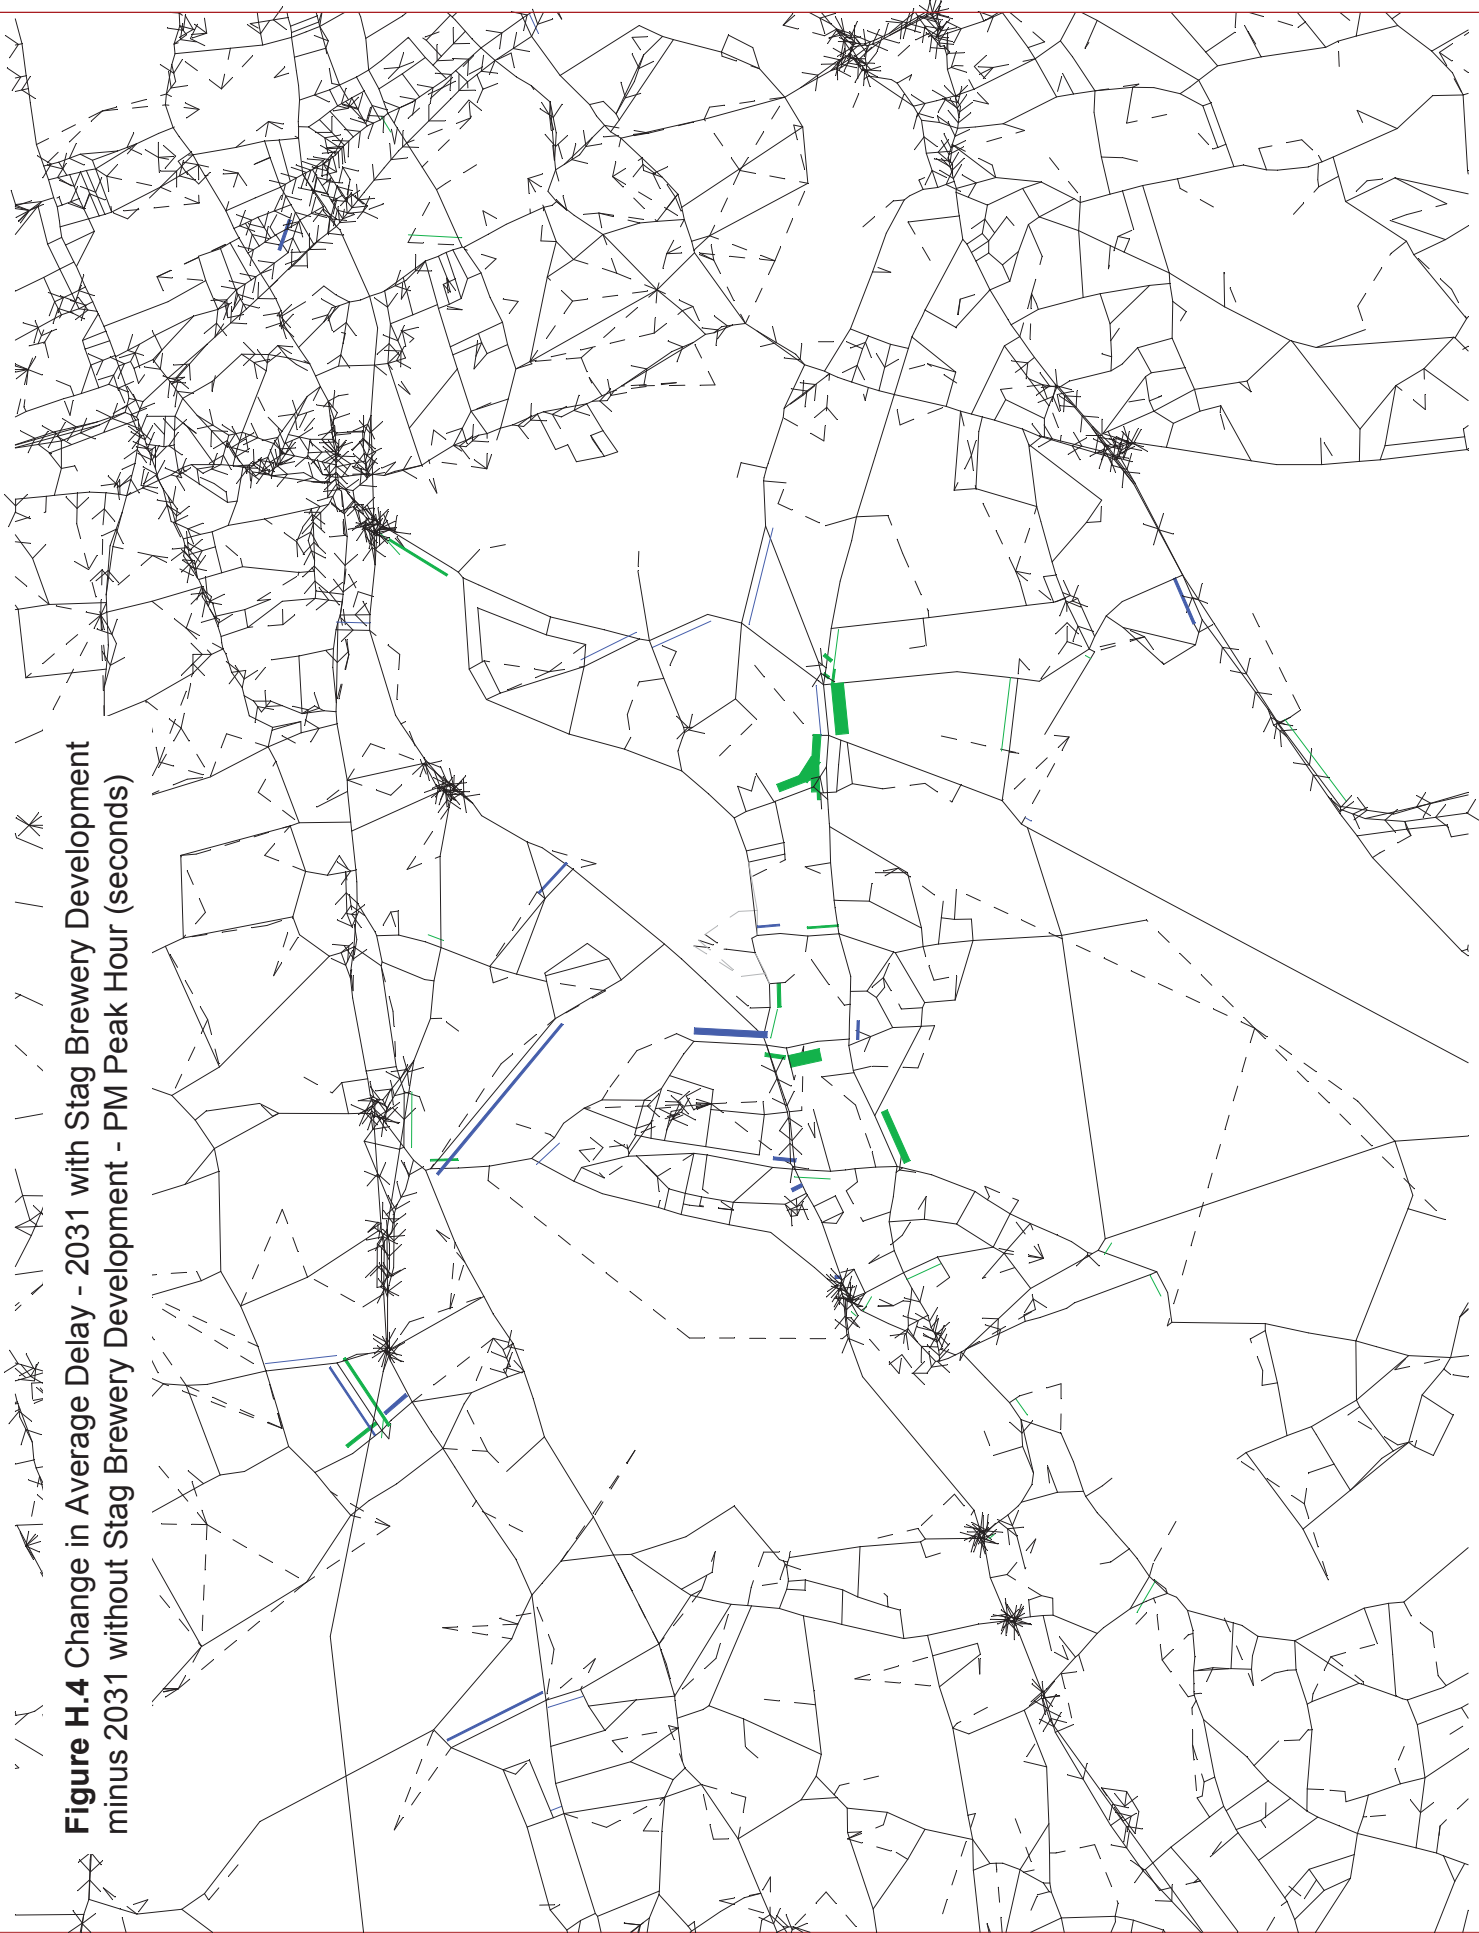 Figure H.4 Change in Average Delay - 2031 with Stag Brewery Development
minus 2031 without Stag Brewery Development - PM Peak Hour (seconds)